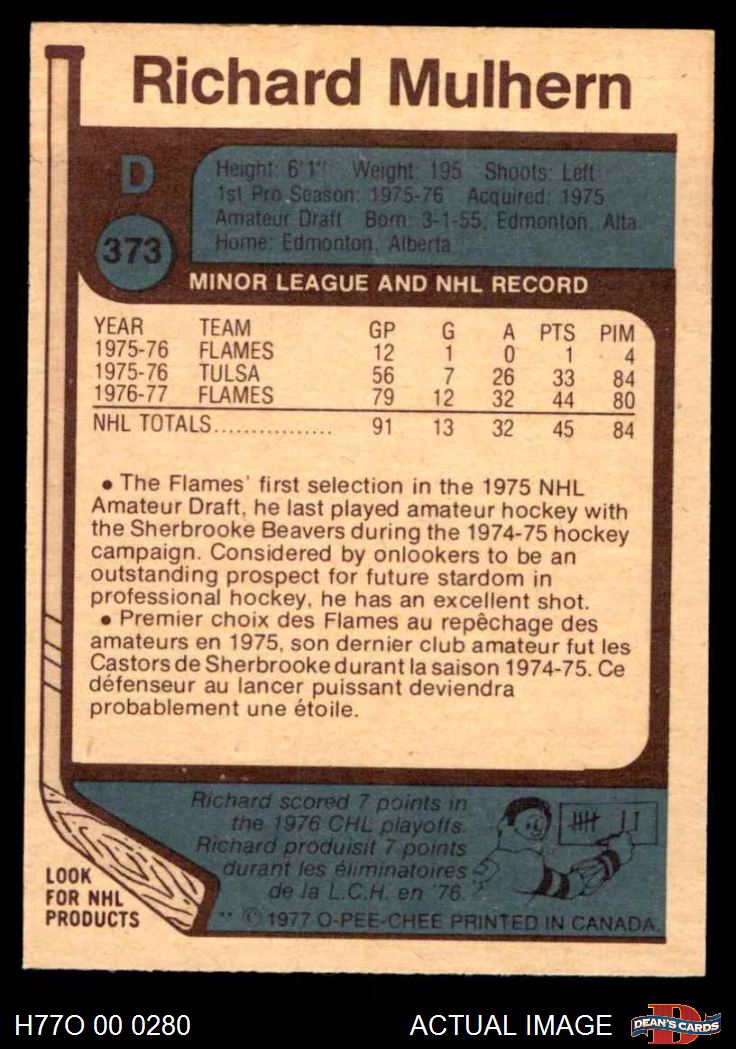 Richard Mulhern
D
373
Height: 6'1" Weight: 195 Shoots: Left
1st Pro Season: 1975-76 Acquired: 1975
Amateur Draft Born: 3-1-55, Edmonton, Alta.
Home: Edmonton, Alberta
MINOR LEAGUE AND NHL RECORD
YEAR TEAM GP G A PTS PIM
1975-76 FLAMES 12 1 0 1 4
1975-76 TULSA 56 7 26 33 84
1976-77 FLAMES 79 12 32 44 80
NHL TOTALS................ 91 13 32 45 84
• The Flames' first selection in the 1975 NHL
Amateur Draft, he last played amateur hockey with
the Sherbrooke Beavers during the 1974-75 hockey
campaign. Considered by onlookers to be an
outstanding prospect for future stardom in
professional hockey, he has an excellent shot.
• Premier choix des Flames au repêchage des
amateurs en 1975, son dernier club amateur fut les
Castors de Sherbrooke durant la saison 1974-75. Ce
défenseur au lancer puissant deviendra
probablement une étoile.
Richard scored 7 points in
the 1976 CHL playoffs.
Richard produisit 7 points
durant les éliminatoires
de la L.C.H. en '76.
LOOK
FOR NHL
PRODUCTS
** © 1977 O-PEE-CHEE PRINTED IN CANADA.
H77O 00 0280
ACTUAL IMAGE
D
DEAN'S CARDS